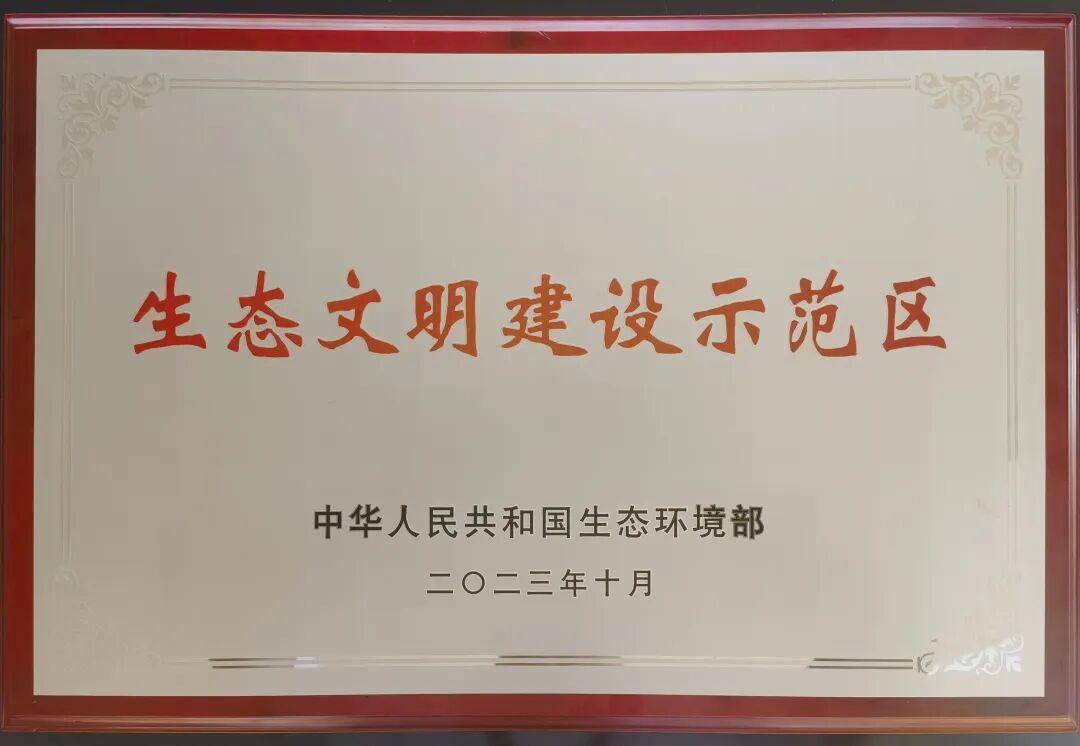 生态文明建设示范区
中华人民共和国生态环境部
二〇二三年十月